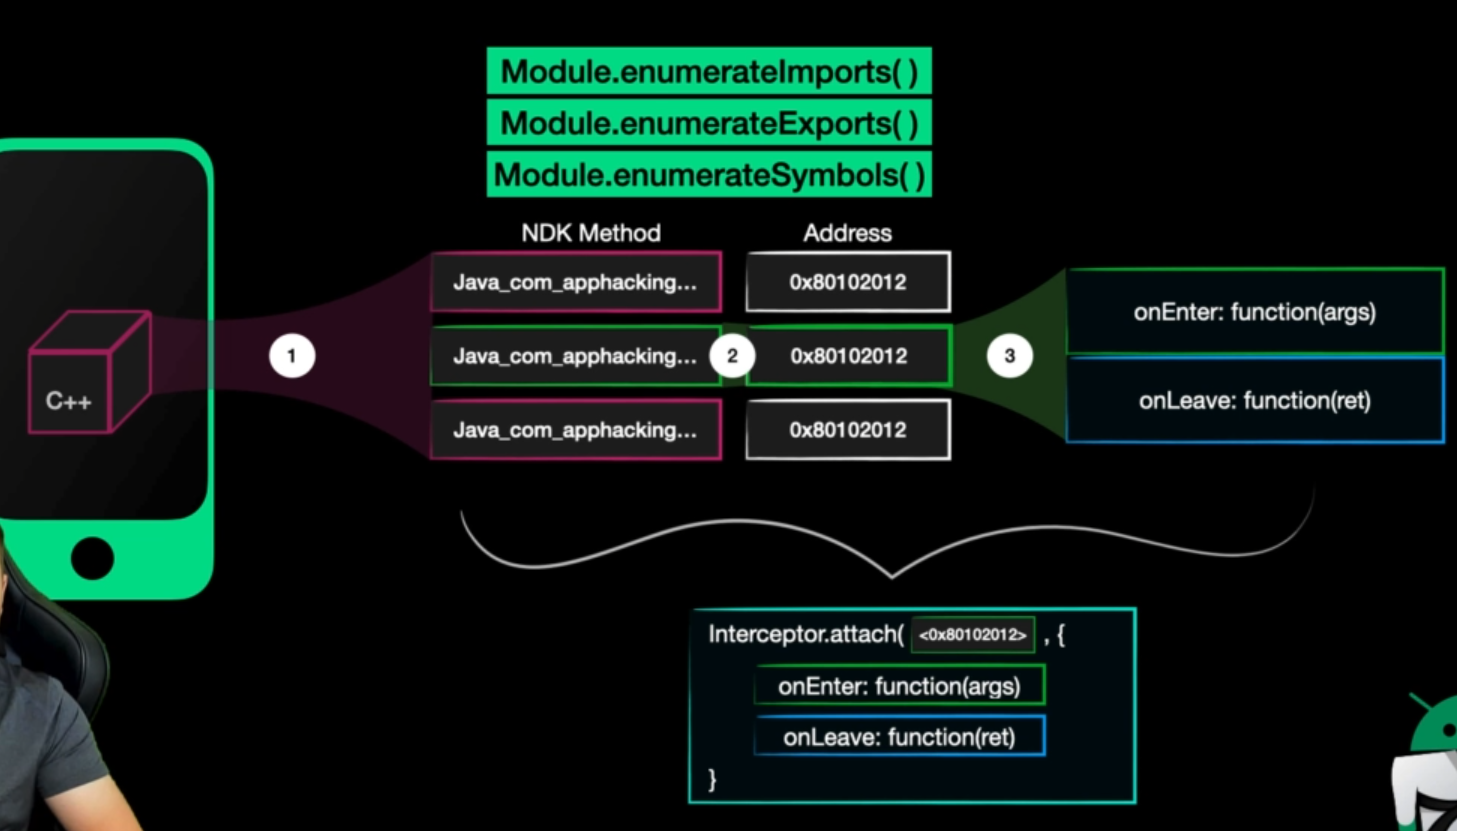 Module.enumerateImports( )
Module.enumerateExports( )
Module.enumerateSymbols( )
NDK Method Address
Java_com_apphacking... 0x80102012
onEnter: function(args)
C++
1
Java_com_apphacking... 2 0x80102012 3
onLeave: function(ret)
Java_com_apphacking... 0x80102012
Interceptor.attach( <0x80102012> , {
onEnter: function(args)
onLeave: function(ret)
}